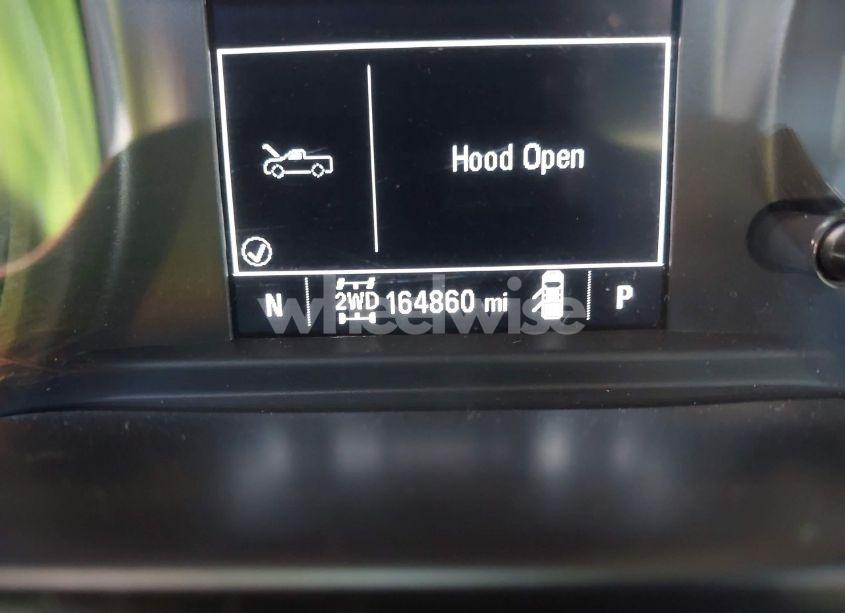 Hood Open
N 2WD 164860 mi P
wheelwise